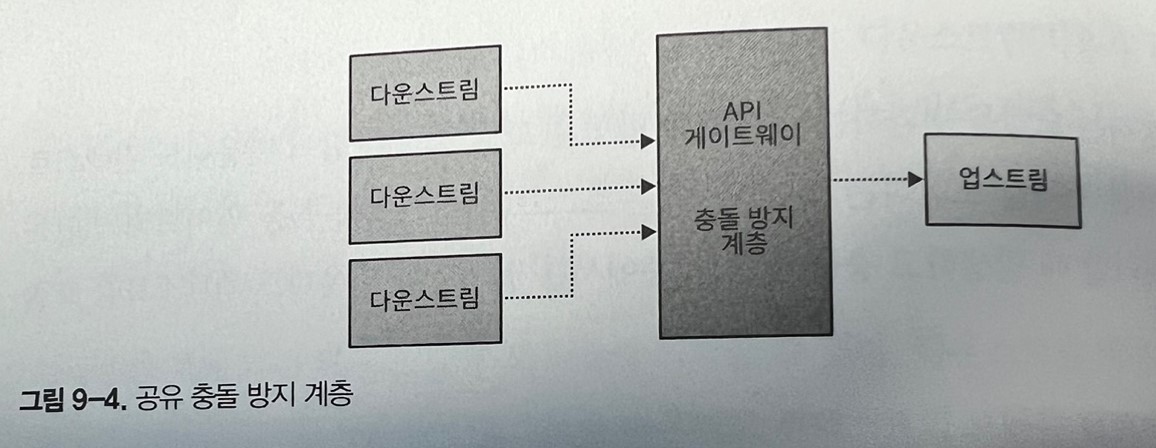 다운스트림
다운스트림
다운스트림
API
게이트웨이
충돌 방지
계층
업스트림
그림 9-4. 공유 충돌 방지 계층